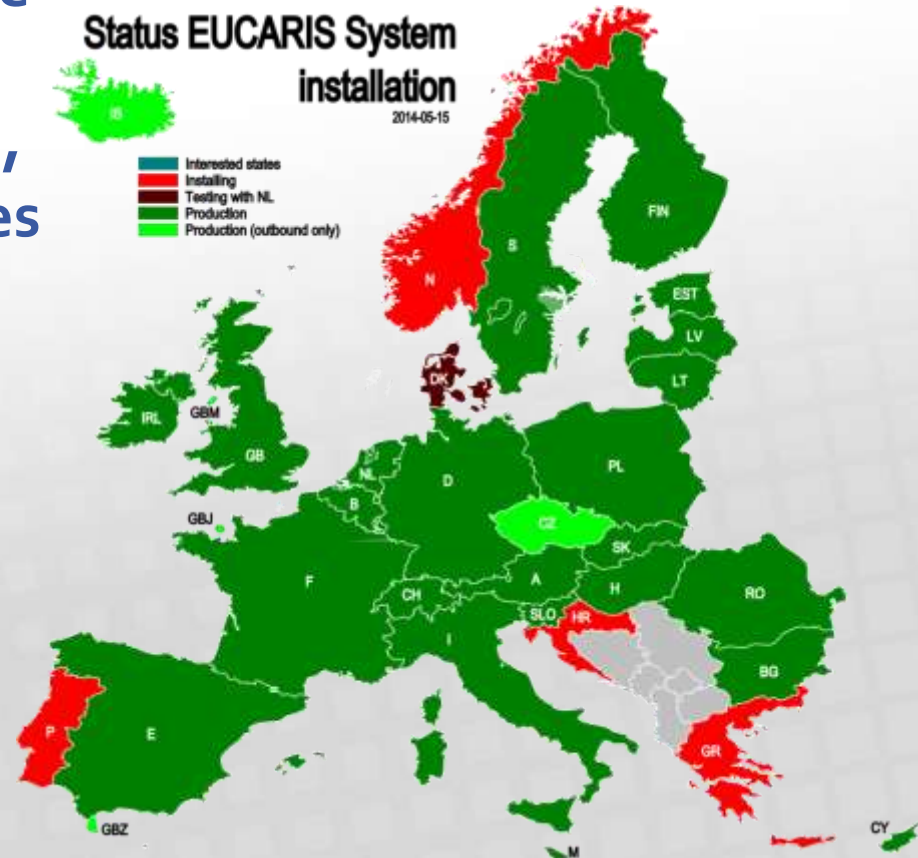 e
Status EUCARIS System
installation
2014-05-15
IS
,
es
Interested states
Installing
Testing with NL
Production
Production (outbound only)
FIN
S
N
EST
LV
LT
DK
IRL
GBM
GB
NL
PL
D
B
GBJ
CZ
SK
F
A
H
CH
RO
SLO
HR
I
BG
P
E
GR
GBZ
CY
M